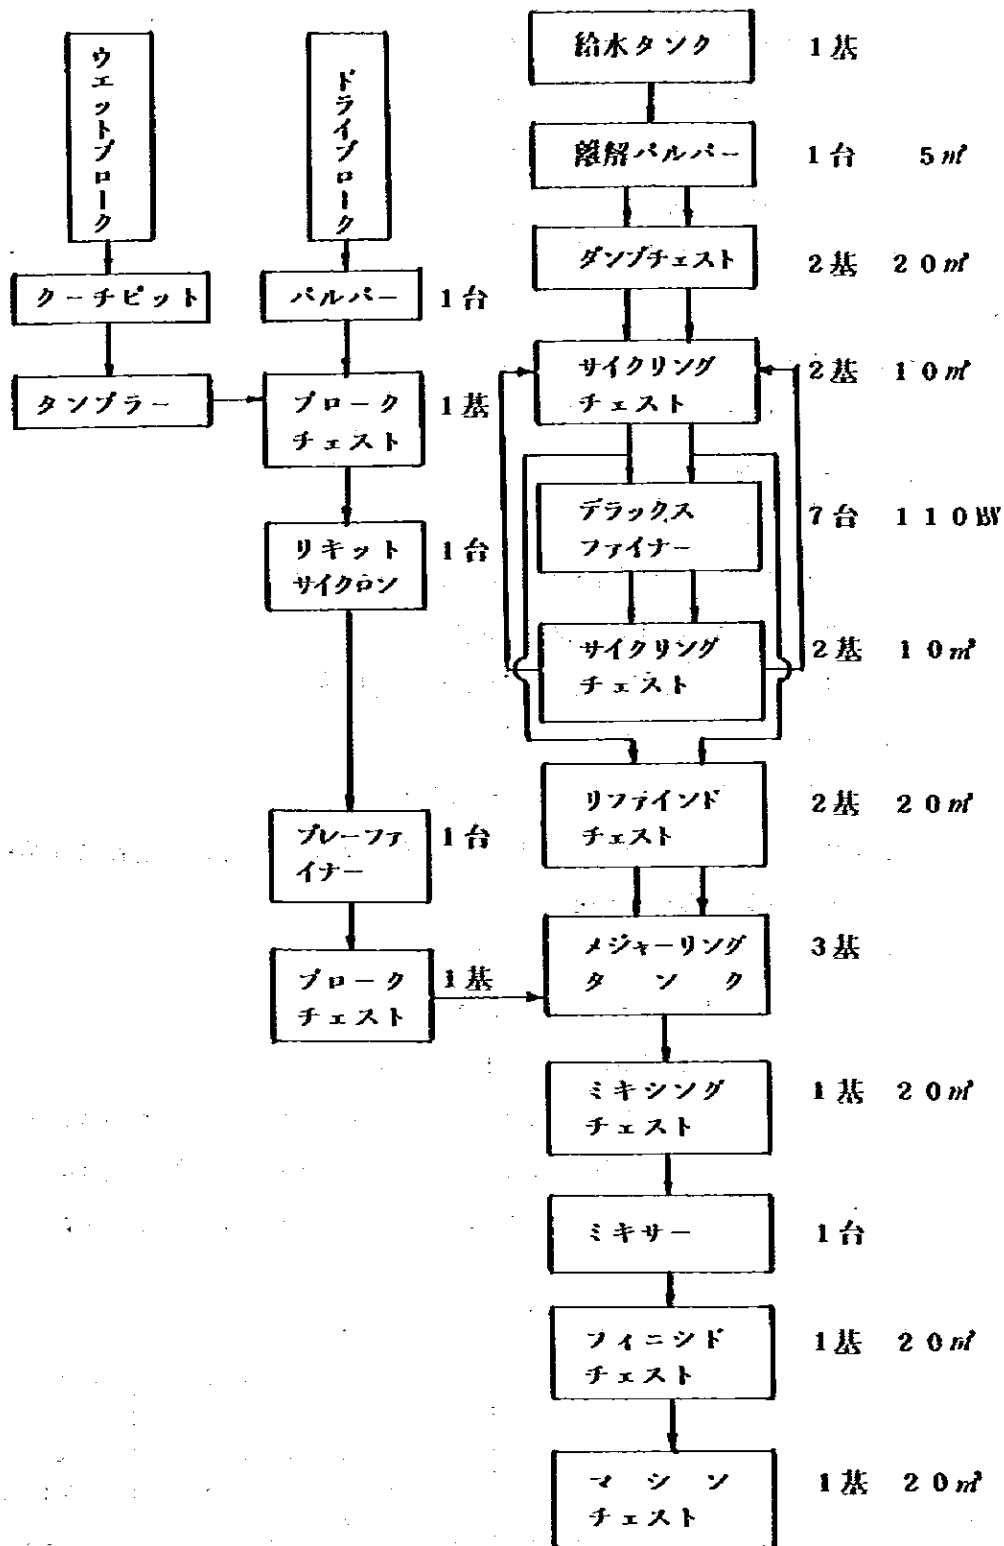 ウエットブローク
クーチピット
タンブラー
ドライブローク
パルパー 1台
ブローク
チェスト
1基
リキット
サイクロン
1台
プレーファ
イナー
1台
ブローク
チェスト
1基
給水タンク 1基
離解パルパー 1台 5㎥
ダンプチェスト 2基 20㎥
サイクリング
チェスト
2基 10㎥
デラックス
ファイナー
7台 110kW
サイクリング
チェスト
2基 10㎥
リファインド
チェスト
2基 20㎥
メジャーリング
タンク
3基
ミキシング
チェスト
1基 20㎥
ミキサー 1台
フィニシド
チェスト
1基 20㎥
マシン
チェスト
1基 20㎥